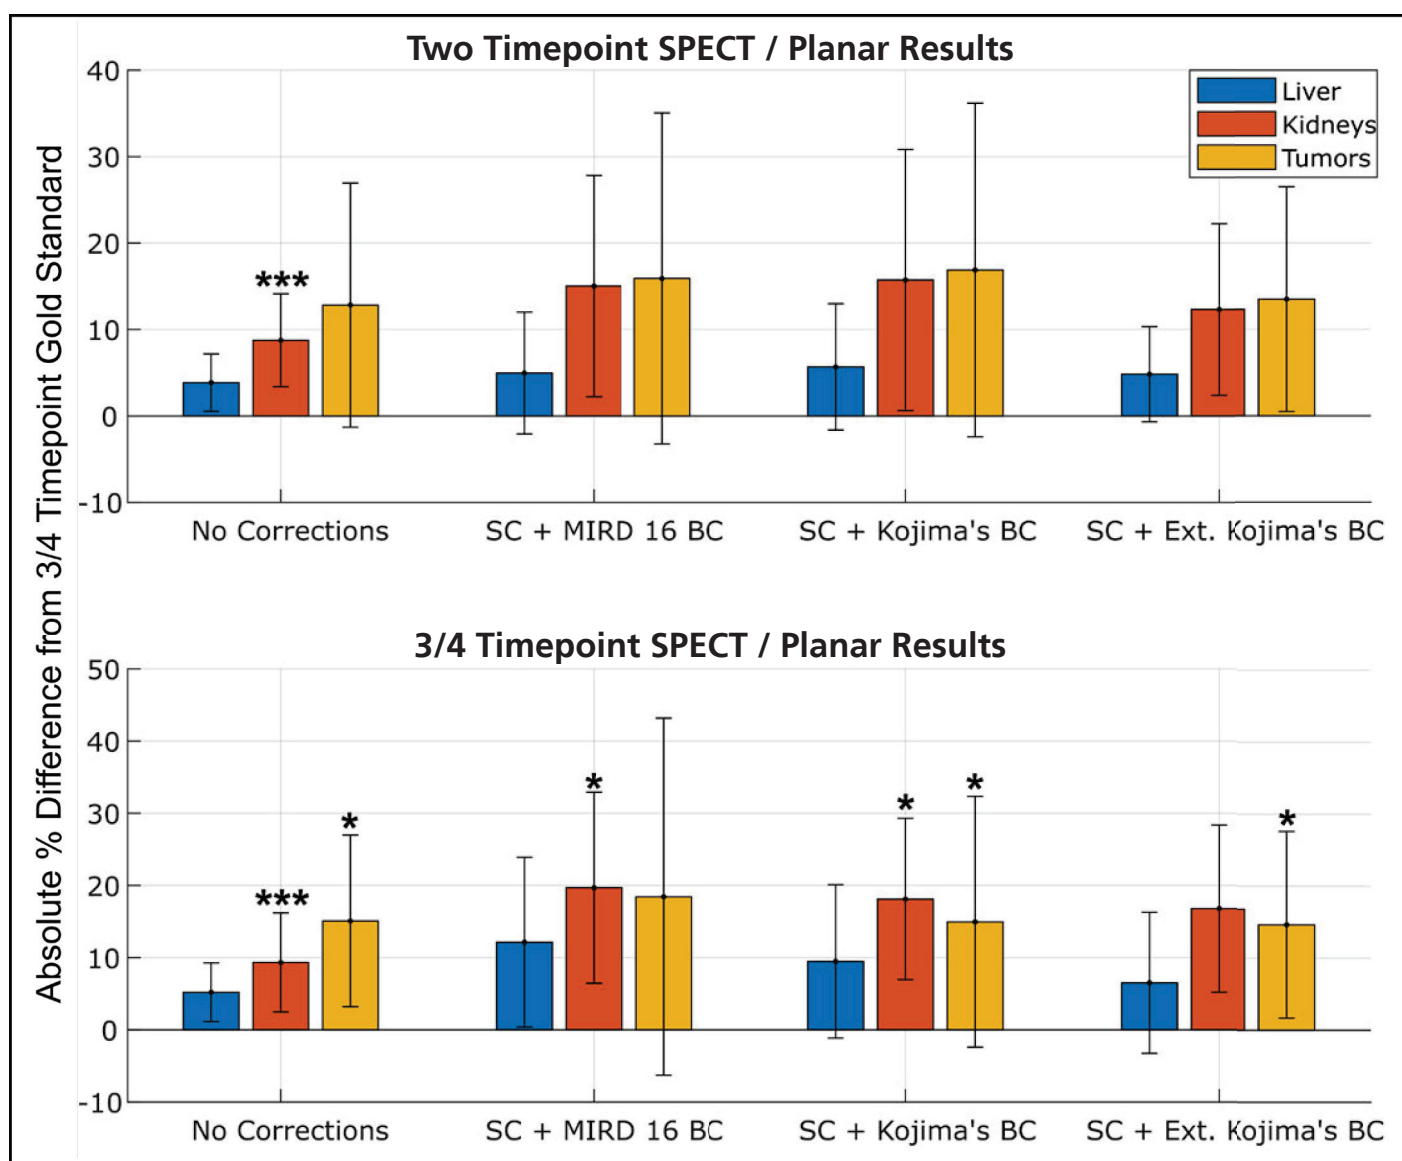 Two Timepoint SPECT / Planar Results
Absolute % Difference from 3/4 Timepoint Gold Standard
40
30
20
10
0
-10
Liver
Kidneys
Tumors
***
No Corrections
SC + MIRD 16 BC
SC + Kojima's BC
SC + Ext. Kojima's BC
3/4 Timepoint SPECT / Planar Results
50
40
30
20
10
0
-10
***
*
*
*
*
*
No Corrections
SC + MIRD 16 BC
SC + Kojima's BC
SC + Ext. Kojima's BC